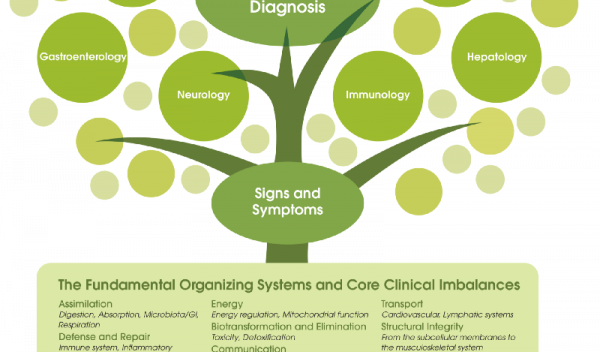 Diagnosis
Gastroenterology
Hepatology
Neurology
Immunology
Signs and
Symptoms
The Fundamental Organizing Systems and Core Clinical Imbalances
Assimilation
Digestion, Absorption, Microbiota/GI,
Respiration
Defense and Repair
Immune system, Inflammatory
Energy
Energy regulation, Mitochondrial function
Biotransformation and Elimination
Toxicity, Detoxification
Communication
Transport
Cardiovascular, Lymphatic systems
Structural Integrity
From the subcellular membranes to
the musculoskeletal system